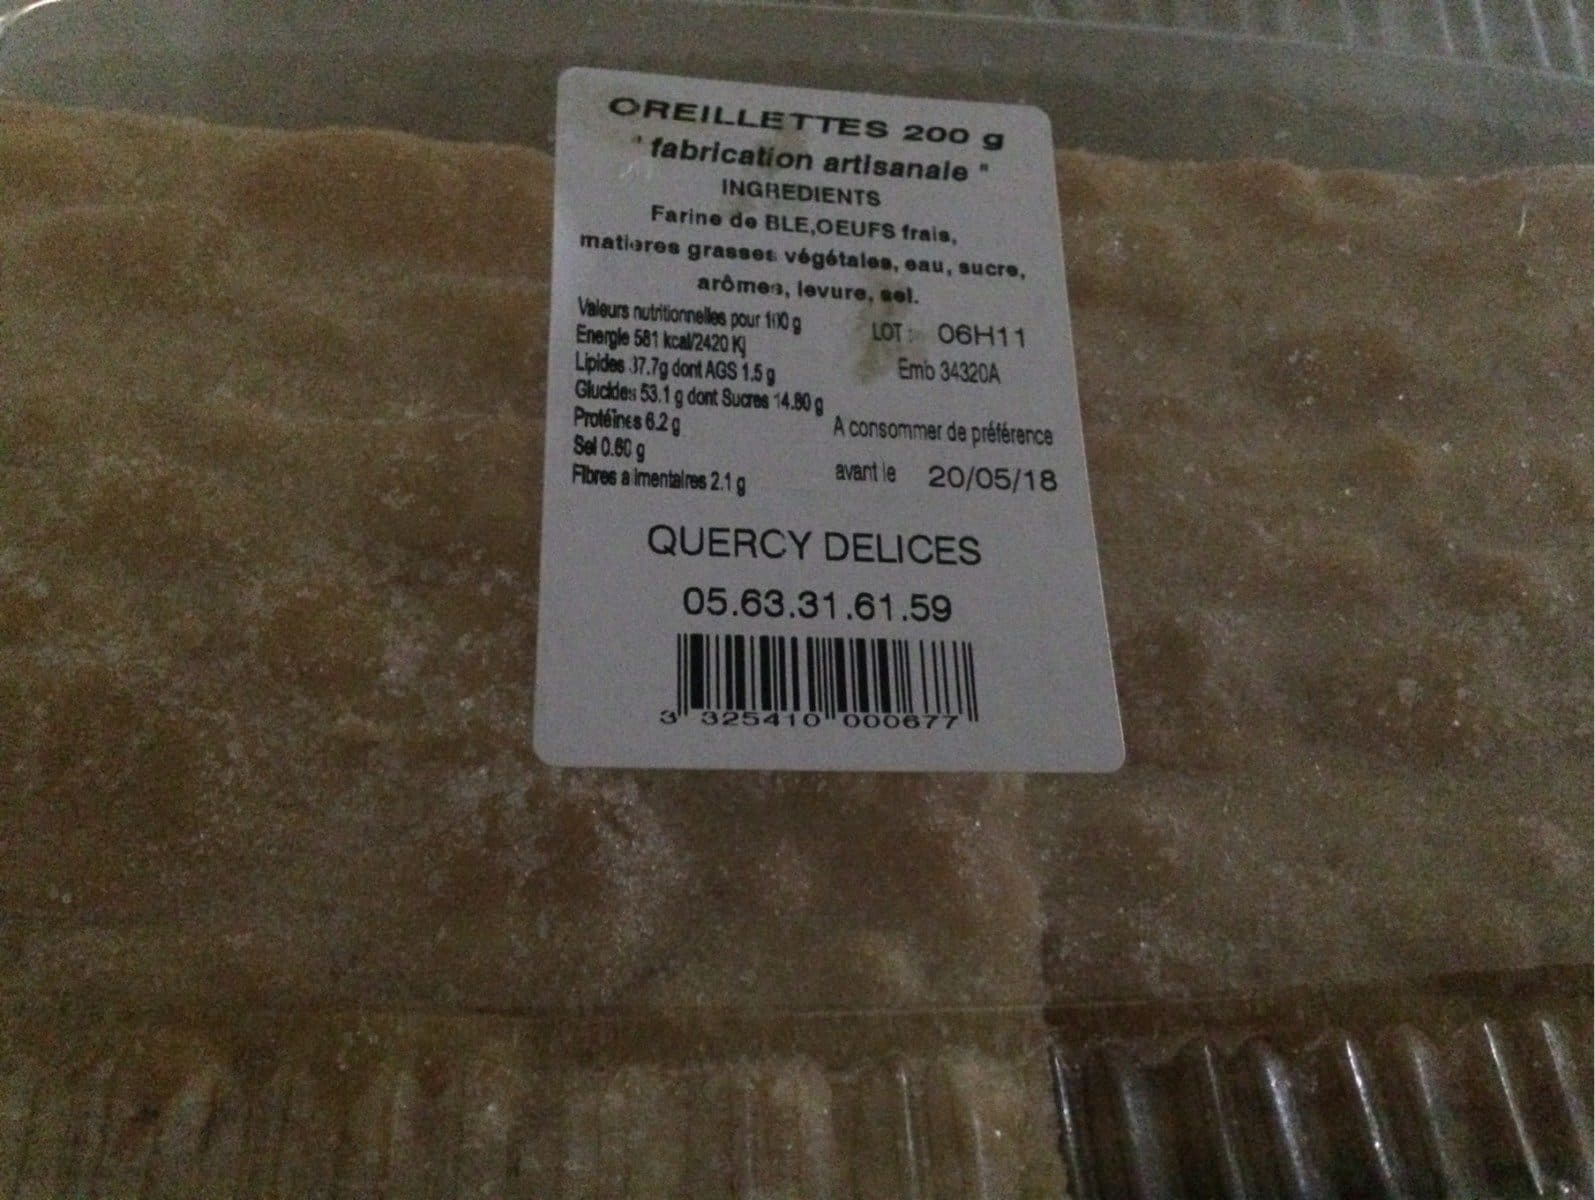 OREILLETTES 200 g
" fabrication artisanale "
INGREDIENTS
Farine de BLE,OEUFS frais,
matieres grasses végétales, eau, sucre,
arômes, levure, sel.
Valeurs nutritionnelles pour 100 g
Energie 581 kcal/2420 Kj
Lipides 37.7g dont AGS 1.5 g
Glucides 53.1 g dont Sucres 14.80 g
Protéines 6.2 g
Sel 0.60 g
Fibres alimentaires 2.1 g
LOT : 06H11
Emb 34320A
A consommer de préférence
avant le 20/05/18
QUERCY DELICES
05.63.31.61.59
3 325410 000677